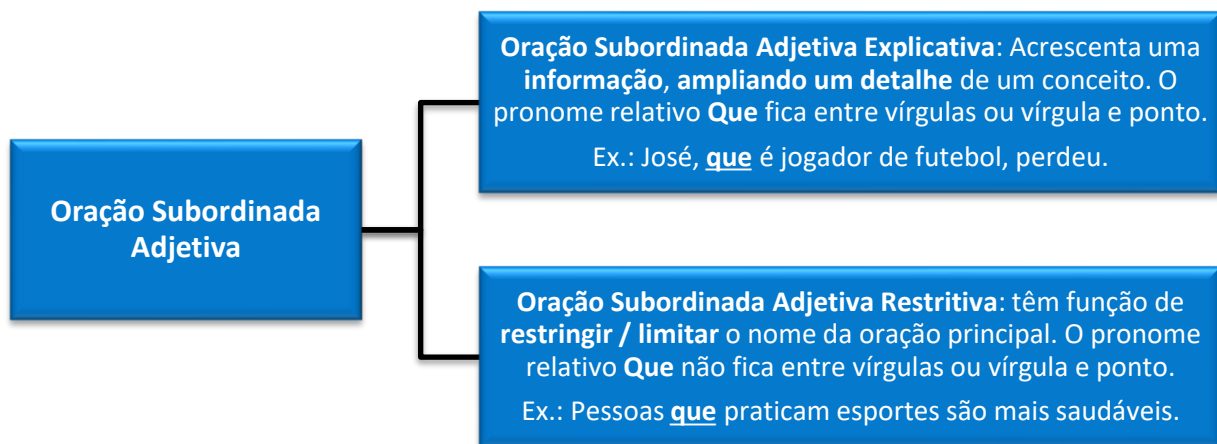 Oração Subordinada
Adjetiva
Oração Subordinada Adjetiva Explicativa: Acrescenta uma
informação, ampliando um detalhe de um conceito. O
pronome relativo Que fica entre vírgulas ou vírgula e ponto.
Ex.: José, que é jogador de futebol, perdeu.
Oração Subordinada Adjetiva Restritiva: têm função de
restringir / limitar o nome da oração principal. O pronome
relativo Que não fica entre vírgulas ou vírgula e ponto.
Ex.: Pessoas que praticam esportes são mais saudáveis.